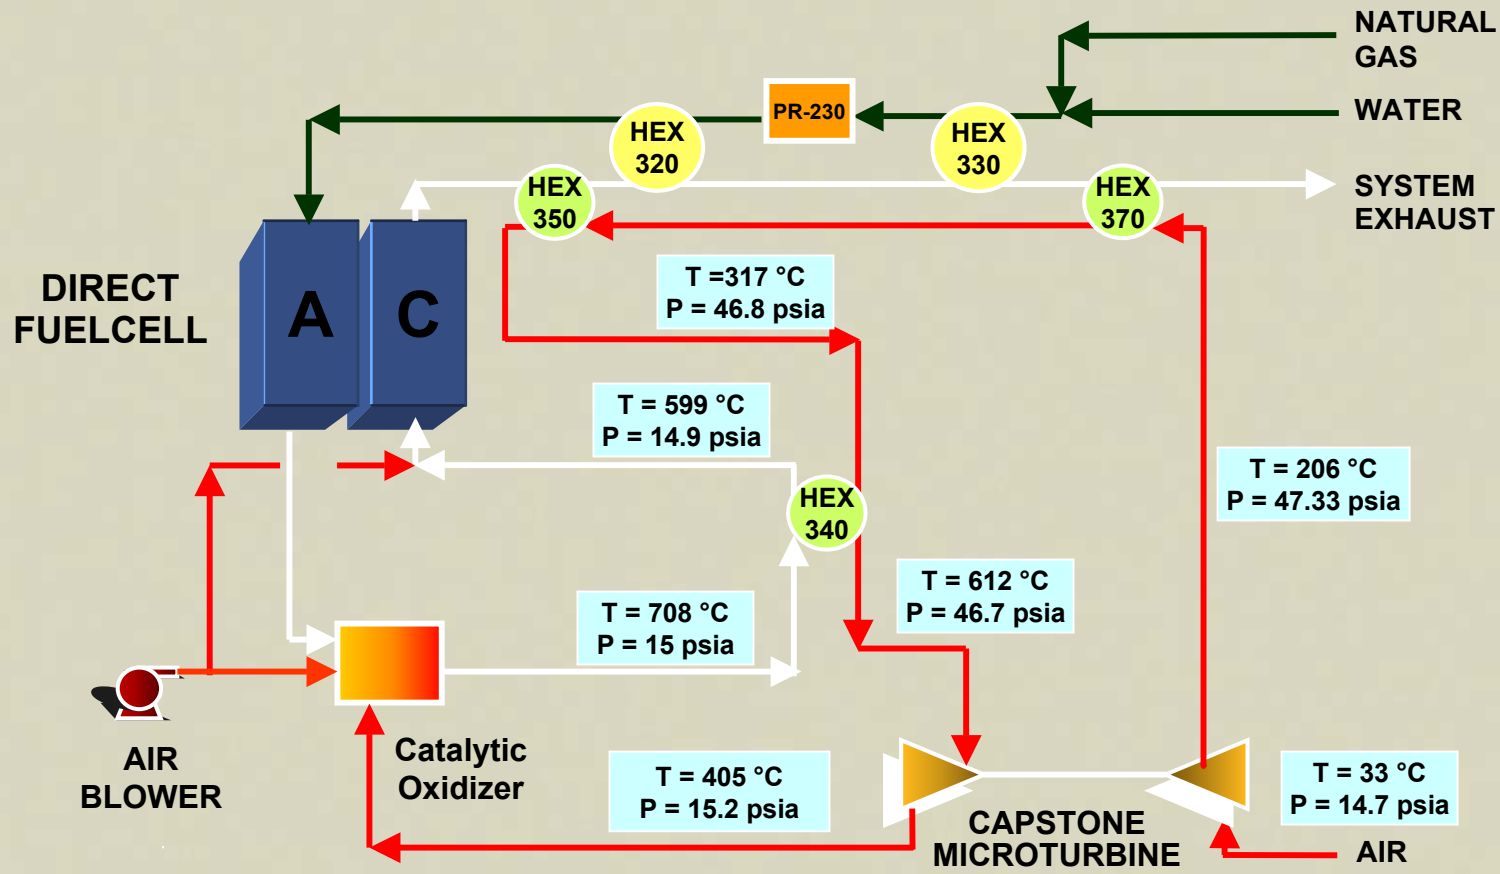 NATURAL
GAS
WATER
PR-230
HEX
320
HEX
330
HEX
350
HEX
370
SYSTEM
EXHAUST
DIRECT
FUELCELL
A
C
T =317 °C
P = 46.8 psia
T = 599 °C
P = 14.9 psia
T = 206 °C
P = 47.33 psia
HEX
340
T = 612 °C
P = 46.7 psia
T = 708 °C
P = 15 psia
AIR
BLOWER
Catalytic
Oxidizer
T = 405 °C
P = 15.2 psia
CAPSTONE
MICROTURBINE
T = 33 °C
P = 14.7 psia
AIR